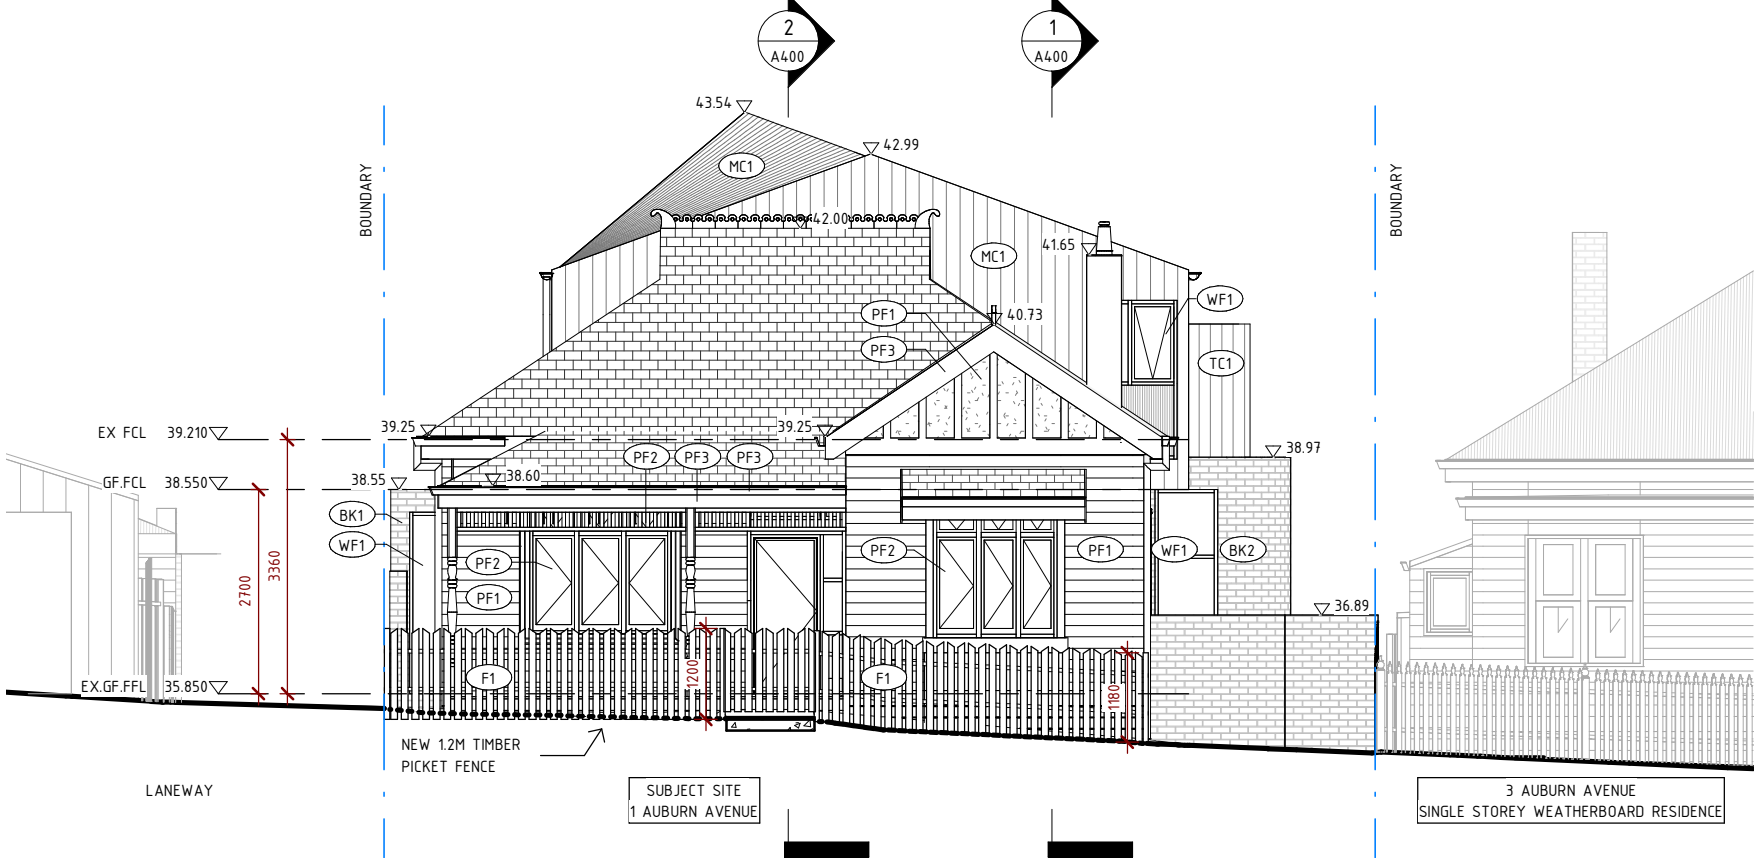 2
A400
1
A400
43.54
42.99
BOUNDARY
BOUNDARY
MC1
42.00
41.65
MC1
WF1
PF1
40.73
PF3
TC1
EX FCL 39.210
39.25
39.25
38.97
PF2
PF3
PF3
GF.FCL 38.550
38.55
38.60
BK1
WF1
PF2
PF2
PF1
WF1
BK2
3360
2700
PF1
36.89
EX.GF.FFL 35.850
F1
1200
F1
1180
NEW 1.2M TIMBER
PICKET FENCE
LANEWAY
SUBJECT SITE
1 AUBURN AVENUE
3 AUBURN AVENUE
SINGLE STOREY WEATHERBOARD RESIDENCE